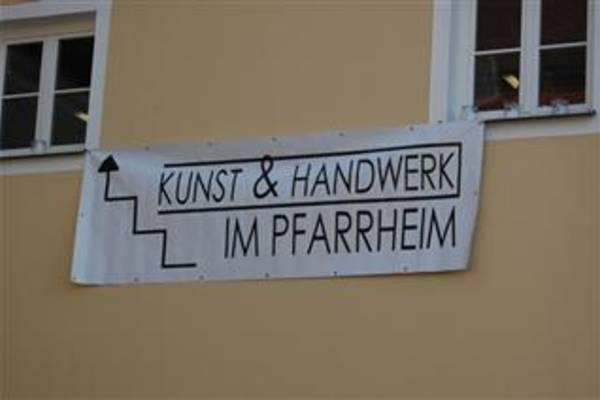 KUNST & HANDWERK
IM PFARRHEIM